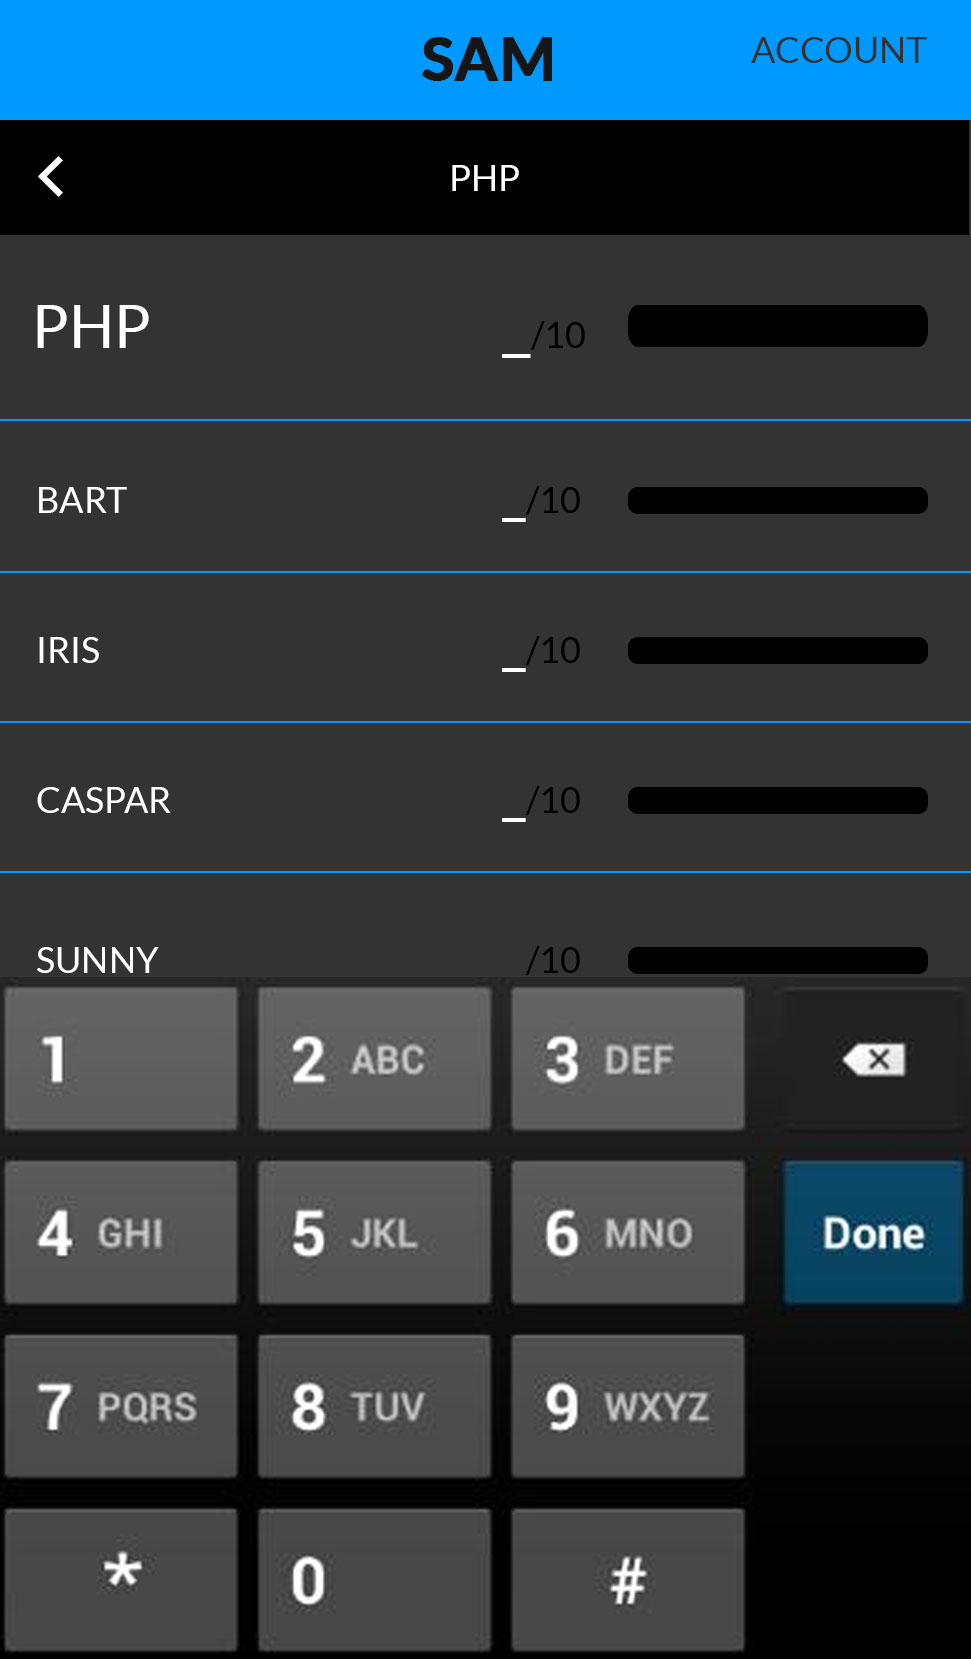 SAM ACCOUNT
PHP
PHP _/10
BART _/10
IRIS _/10
CASPAR _/10
SUNNY /10
1 2 ABC 3 DEF
4 GHI 5 JKL 6 MNO Done
7 PQRS 8 TUV 9 WXYZ
* 0 #